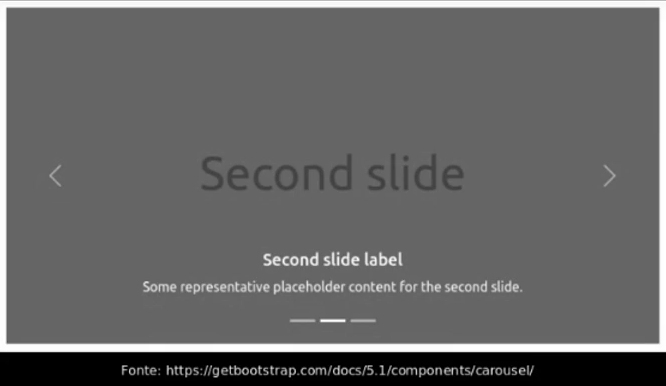 Second slide
Second slide label
Some representative placeholder content for the second slide.
Fonte: https://getbootstrap.com/docs/5.1/components/carousel/